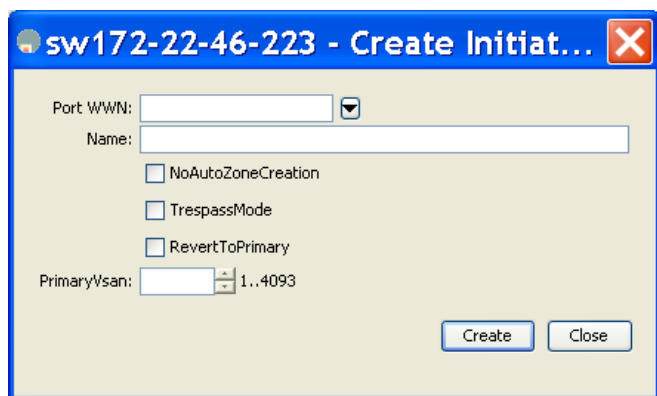 sw172-22-46-223 - Create Initiat...
Port WWN:
Name:
NoAutoZoneCreation
TrespassMode
RevertToPrimary
PrimaryVsan: 1..4093
Create Close